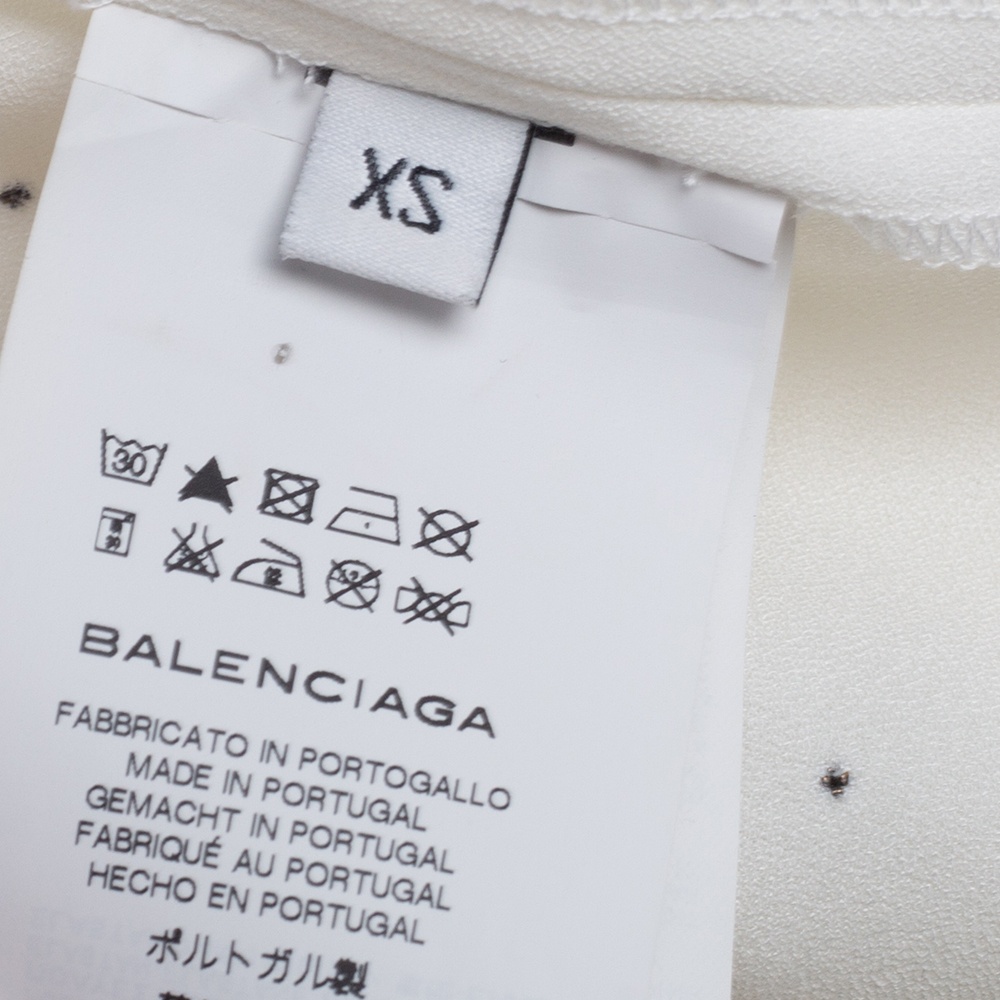 XS
30
BALENCIAGA
FABBRICATO IN PORTOGALLO
MADE IN PORTUGAL
GEMACHT IN PORTUGAL
FABRIQUÉ AU PORTUGAL
HECHO EN PORTUGAL
ポルトガル製